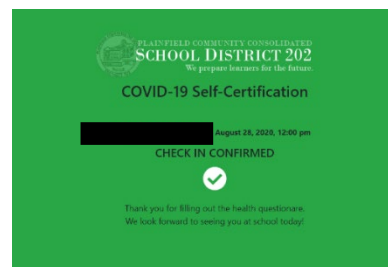 PLAINFIELD COMMUNITY CONSOLIDATED
SCHOOL DISTRICT 202
We prepare learners for the future.
COVID-19 Self-Certification
August 28, 2020, 12:00 pm
CHECK IN CONFIRMED
Thank you for filling out the health questionare.
We look forward to seeing you at school today!